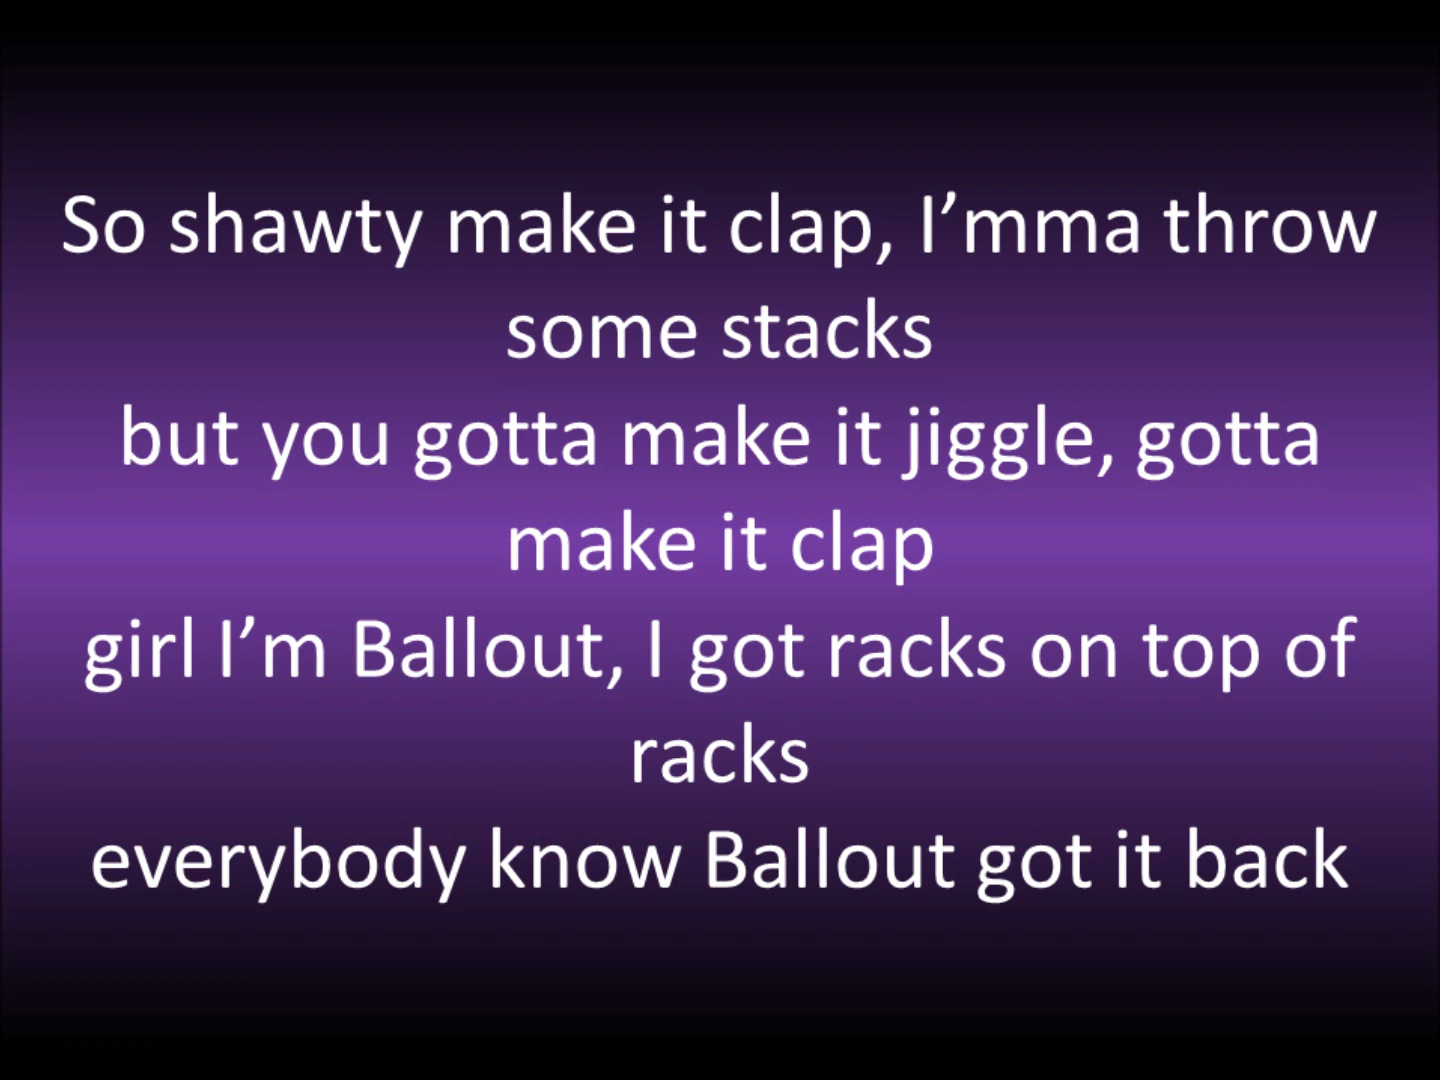 So shawty make it clap, I’mma throw
some stacks
but you gotta make it jiggle, gotta
make it clap
girl I’m Ballout, I got racks on top of
racks
everybody know Ballout got it back